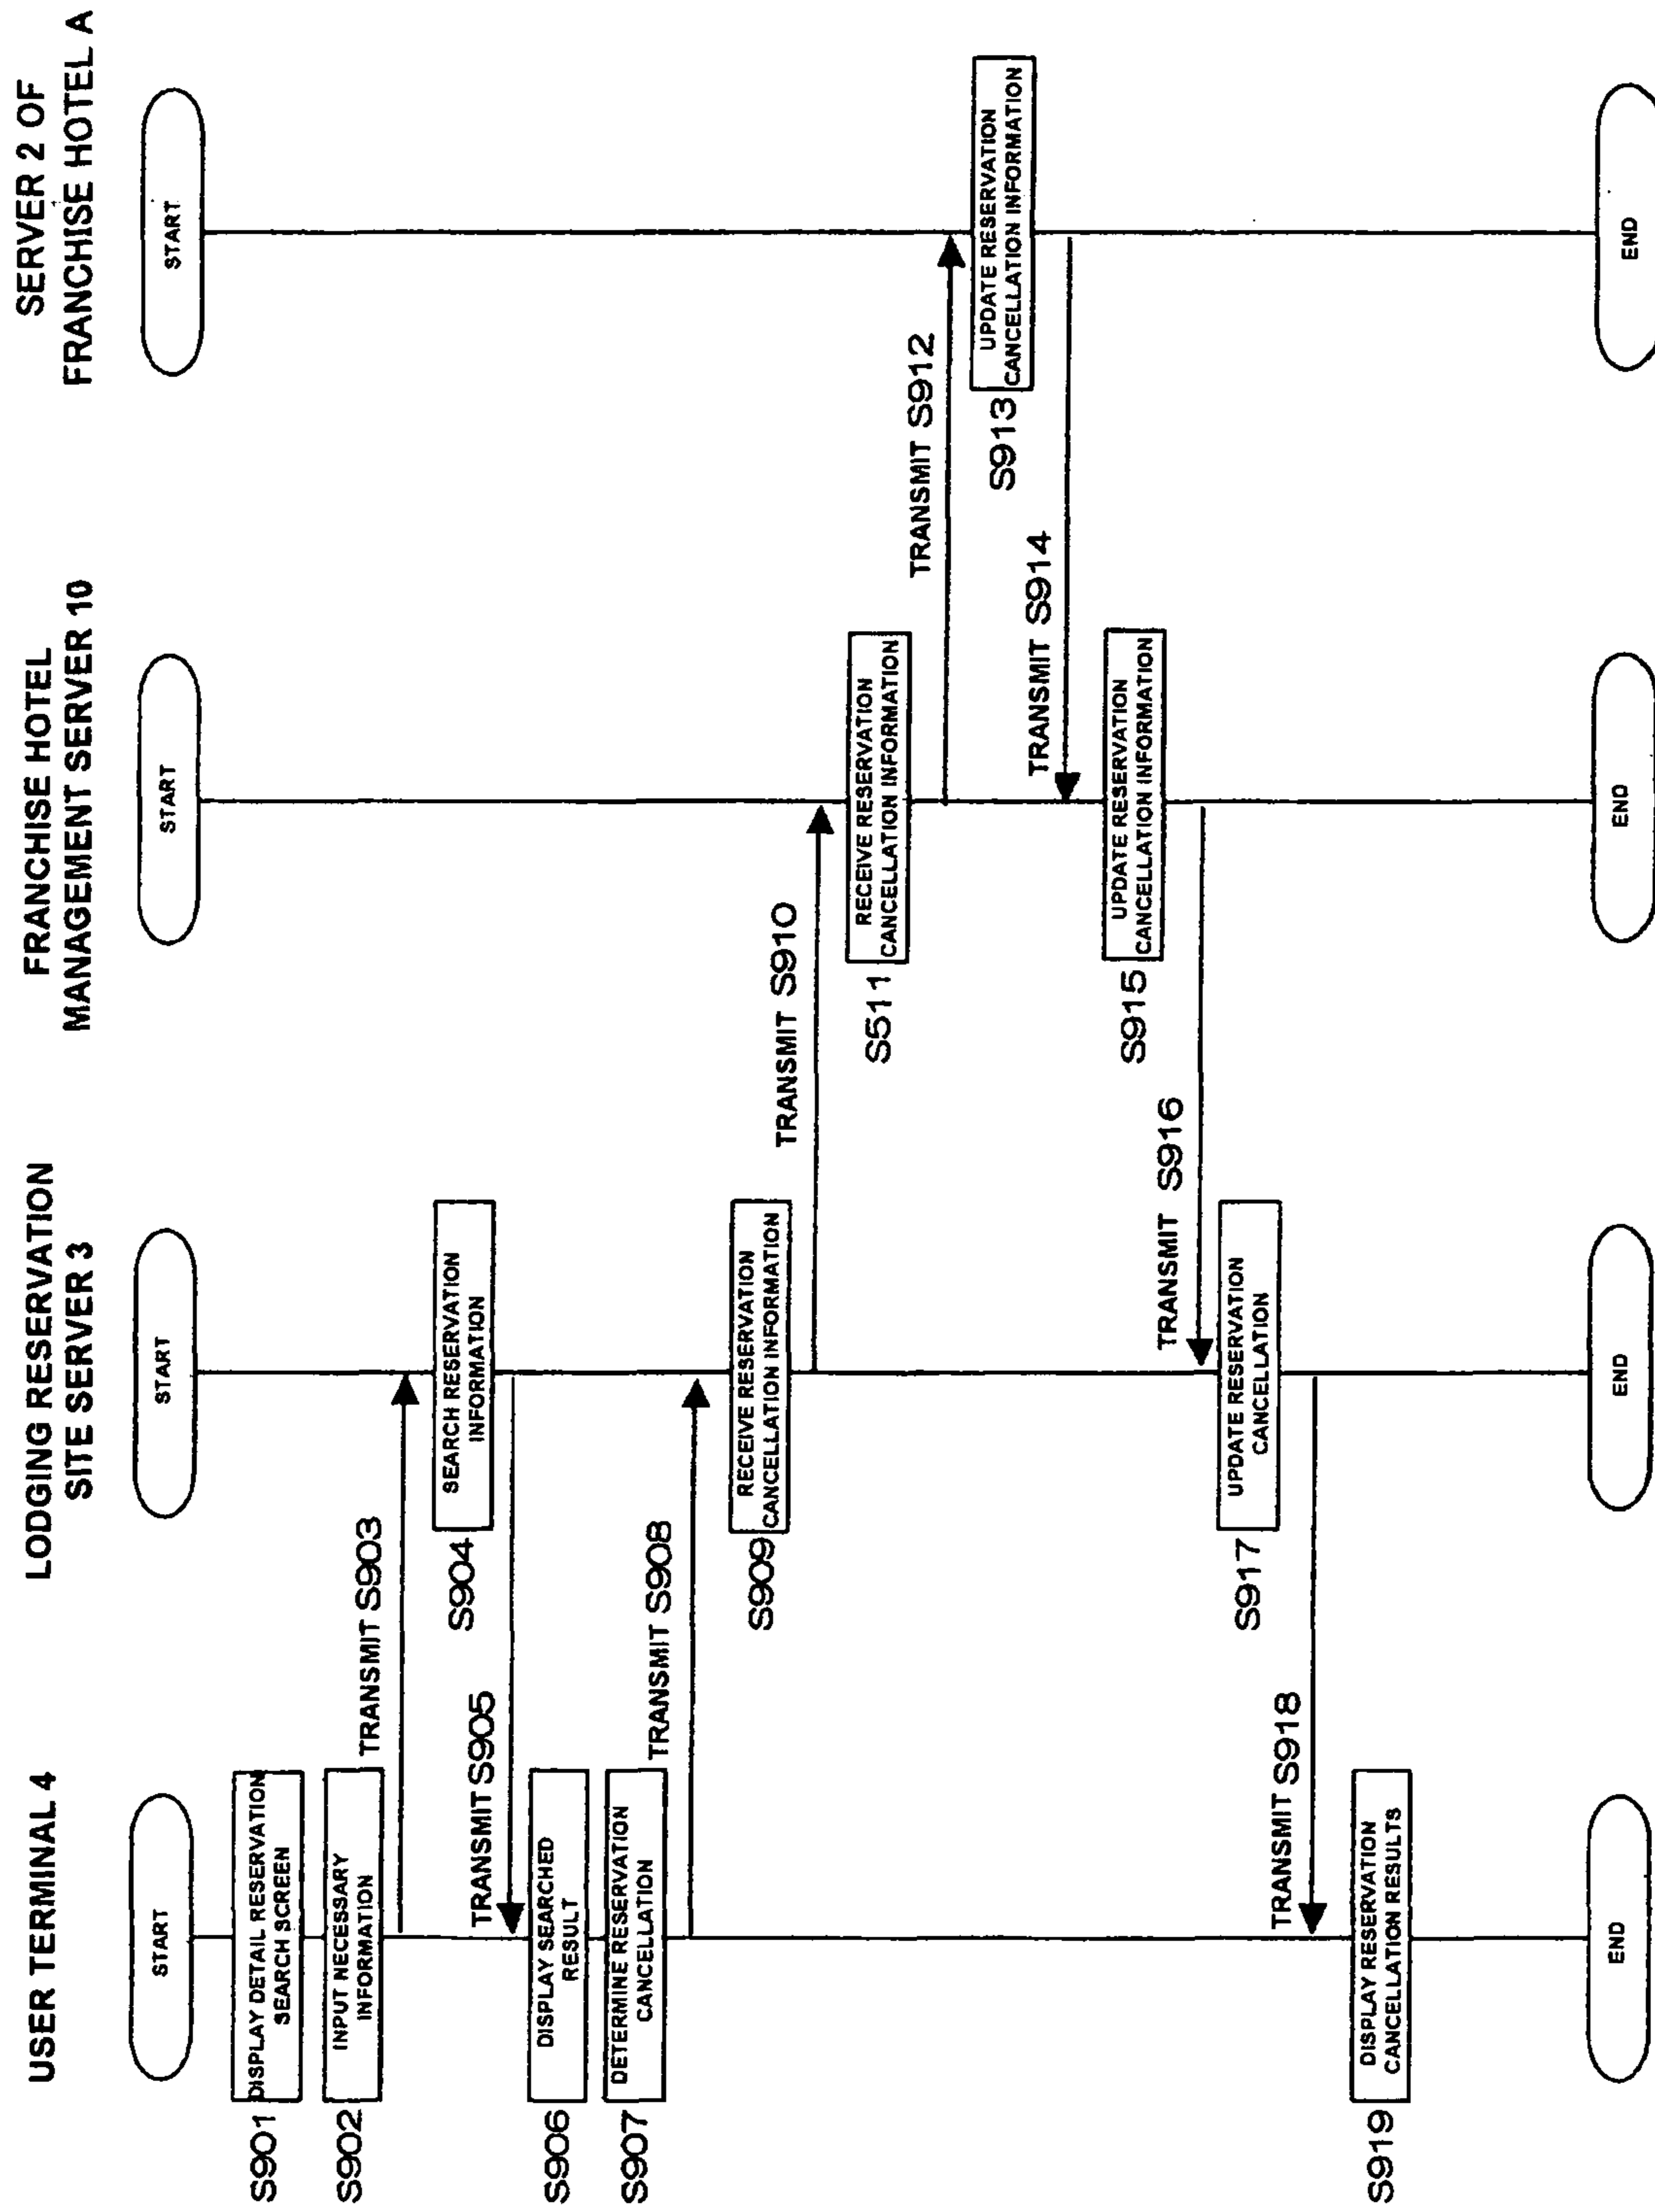 USER TERMINAL 4
LODGING RESERVATION
SITE SERVER 3
FRANCHISE HOTEL
MANAGEMENT SERVER 10
SERVER 2 OF
FRANCHISE HOTEL A
START
START
START
START
S901
DISPLAY DETAIL RESERVATION
SEARCH SCREEN
S902
INPUT NECESSARY
INFORMATION
TRANSMIT S903
S904
SEARCH RESERVATION
INFORMATION
TRANSMIT S905
S906
DISPLAY SEARCHED
RESULT
S907
DETERMINE RESERVATION
CANCELLATION
TRANSMIT S908
S909
RECEIVE RESERVATION
CANCELLATION INFORMATION
TRANSMIT S910
S511
RECEIVE RESERVATION
CANCELLATION INFORMATION
TRANSMIT S912
S913
UPDATE RESERVATION
CANCELLATION INFORMATION
TRANSMIT S914
S915
UPDATE RESERVATION
CANCELLATION INFORMATION
TRANSMIT S916
S917
UPDATE RESERVATION
CANCELLATION
TRANSMIT S918
S919
DISPLAY RESERVATION
CANCELLATION RESULTS
END
END
END
END